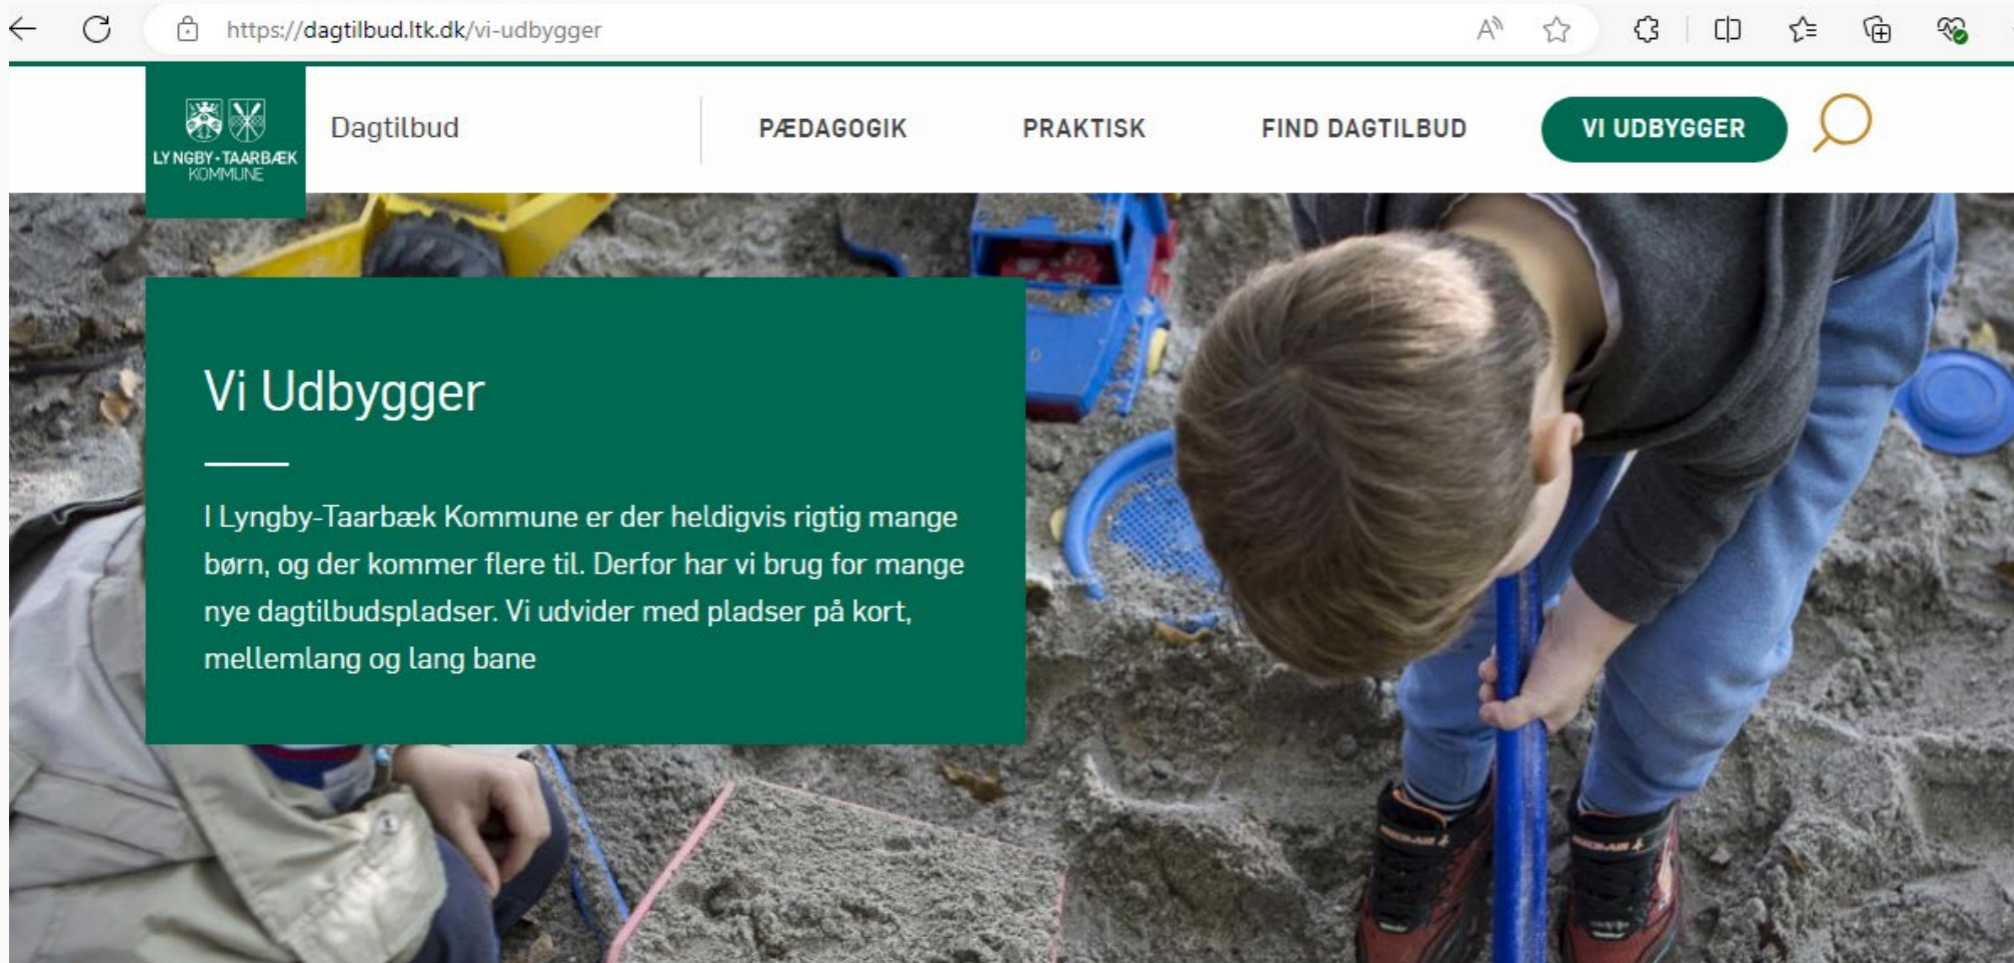 https://dagtilbud.ltk.dk/vi-udbygger
LYNGBY-TAARBÆK
KOMMUNE
Dagtilbud
PÆDAGOGIK
PRAKTISK
FIND DAGTILBUD
VI UDBYGGER
Vi Udbygger
I Lyngby-Taarbæk Kommune er der heldigvis rigtig mange
børn, og der kommer flere til. Derfor har vi brug for mange
nye dagtilbudspladser. Vi udvider med pladser på kort,
mellemlang og lang bane